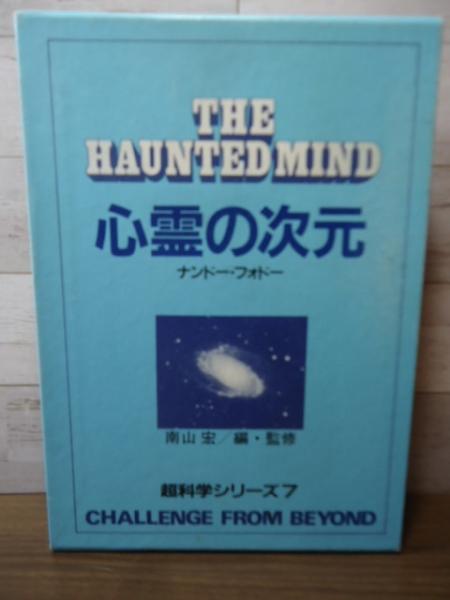 THE
HAUNTED MIND
心霊の次元
ナンドー・フォドー
南山 宏／編・監修
超科学シリーズ7
CHALLENGE FROM BEYOND